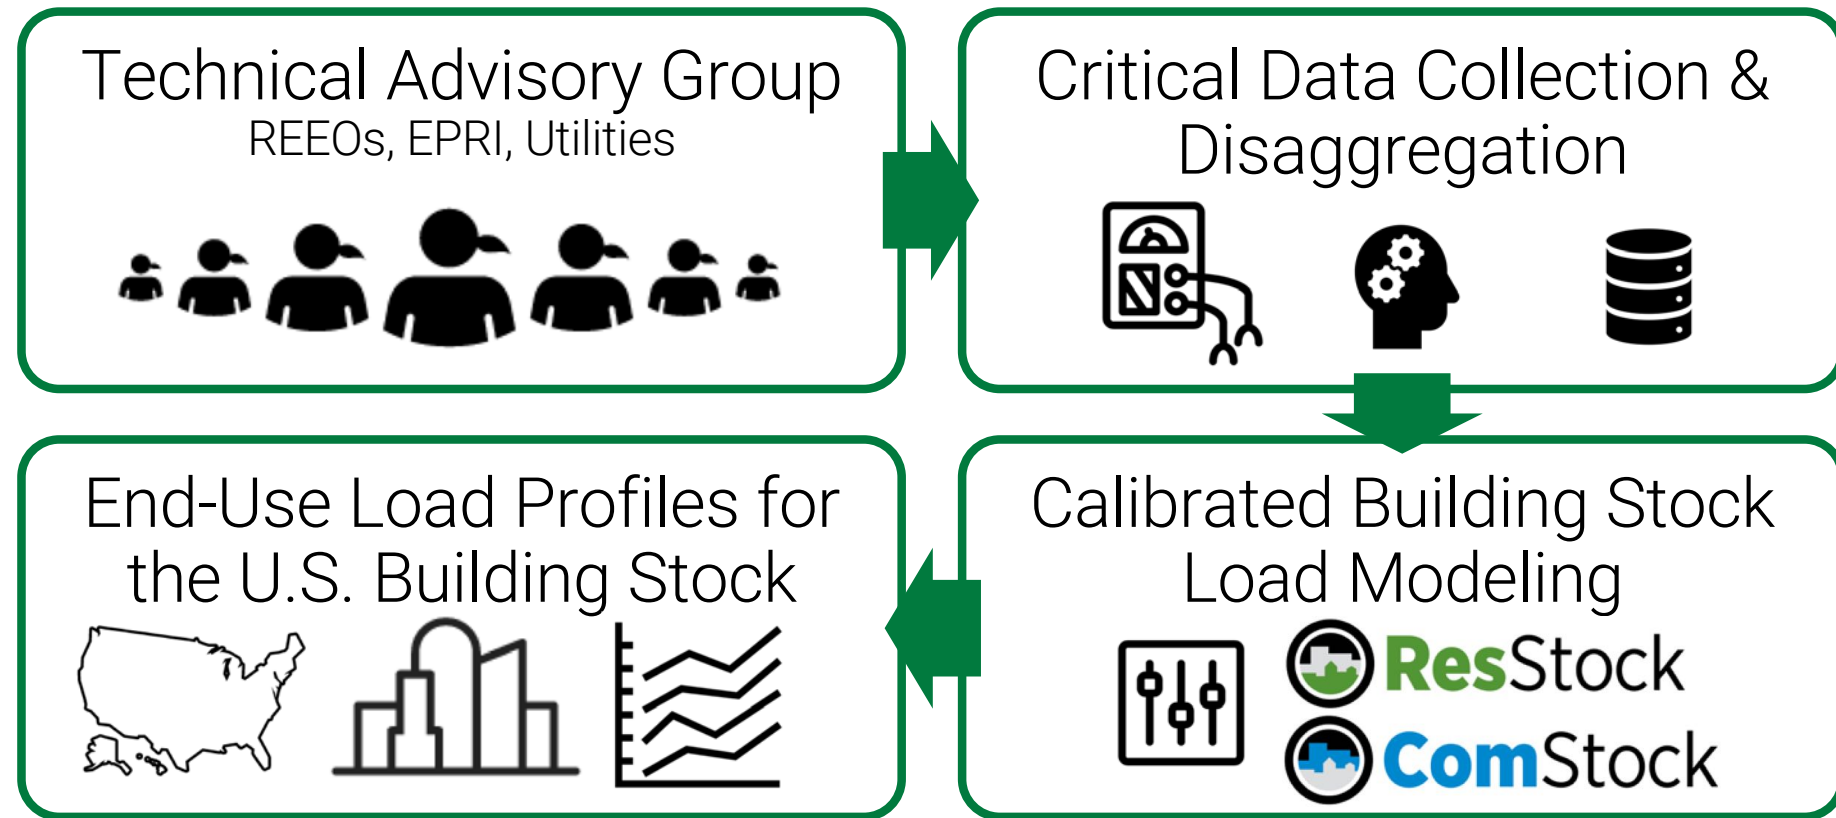 Technical Advisory Group
REEOs, EPRI, Utilities
Critical Data Collection &
Disaggregation
Calibrated Building Stock
Load Modeling
ResStock
ComStock
End-Use Load Profiles for
the U.S. Building Stock